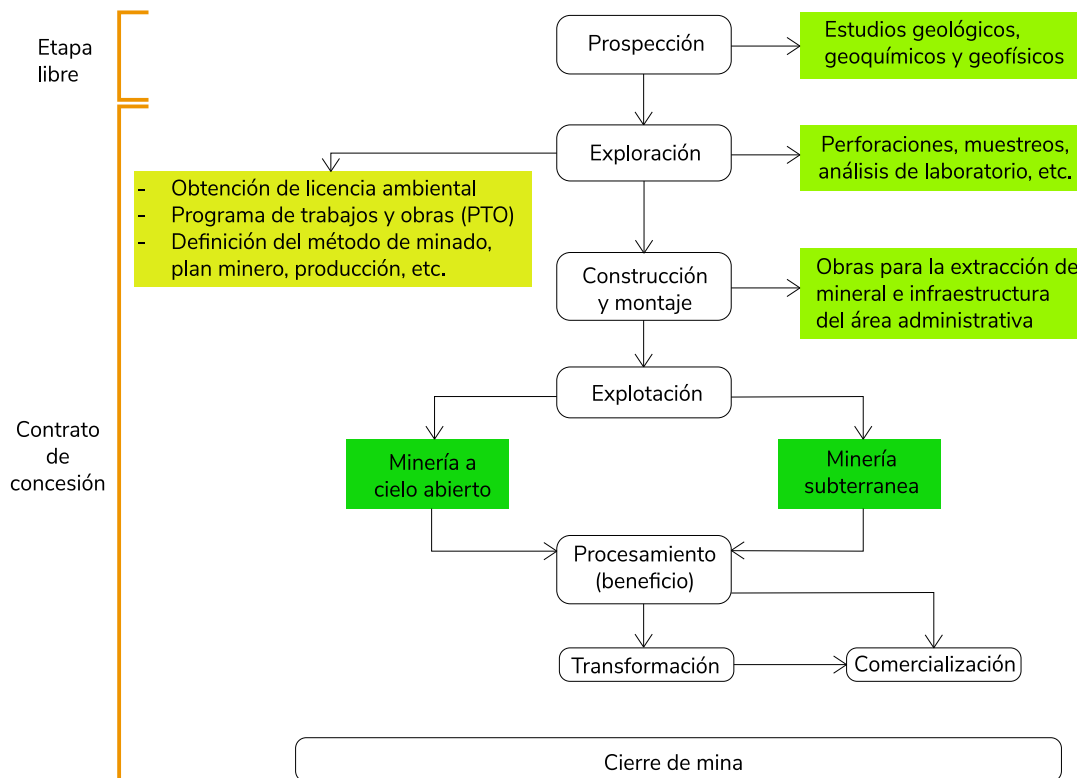 Etapa
libre
Prospección
Estudios geológicos,
geoquímicos y geofísicos
Exploración
Perforaciones, muestreos,
análisis de laboratorio, etc.
- Obtención de licencia ambiental
- Programa de trabajos y obras (PTO)
- Definición del método de minado,
plan minero, producción, etc.
Construcción
y montaje
Obras para la extracción de
mineral e infraestructura
del área administrativa
Explotación
Contrato
de
concesión
Minería a
cielo abierto
Minería
subterranea
Procesamiento
(beneficio)
Transformación
Comercialización
Cierre de mina